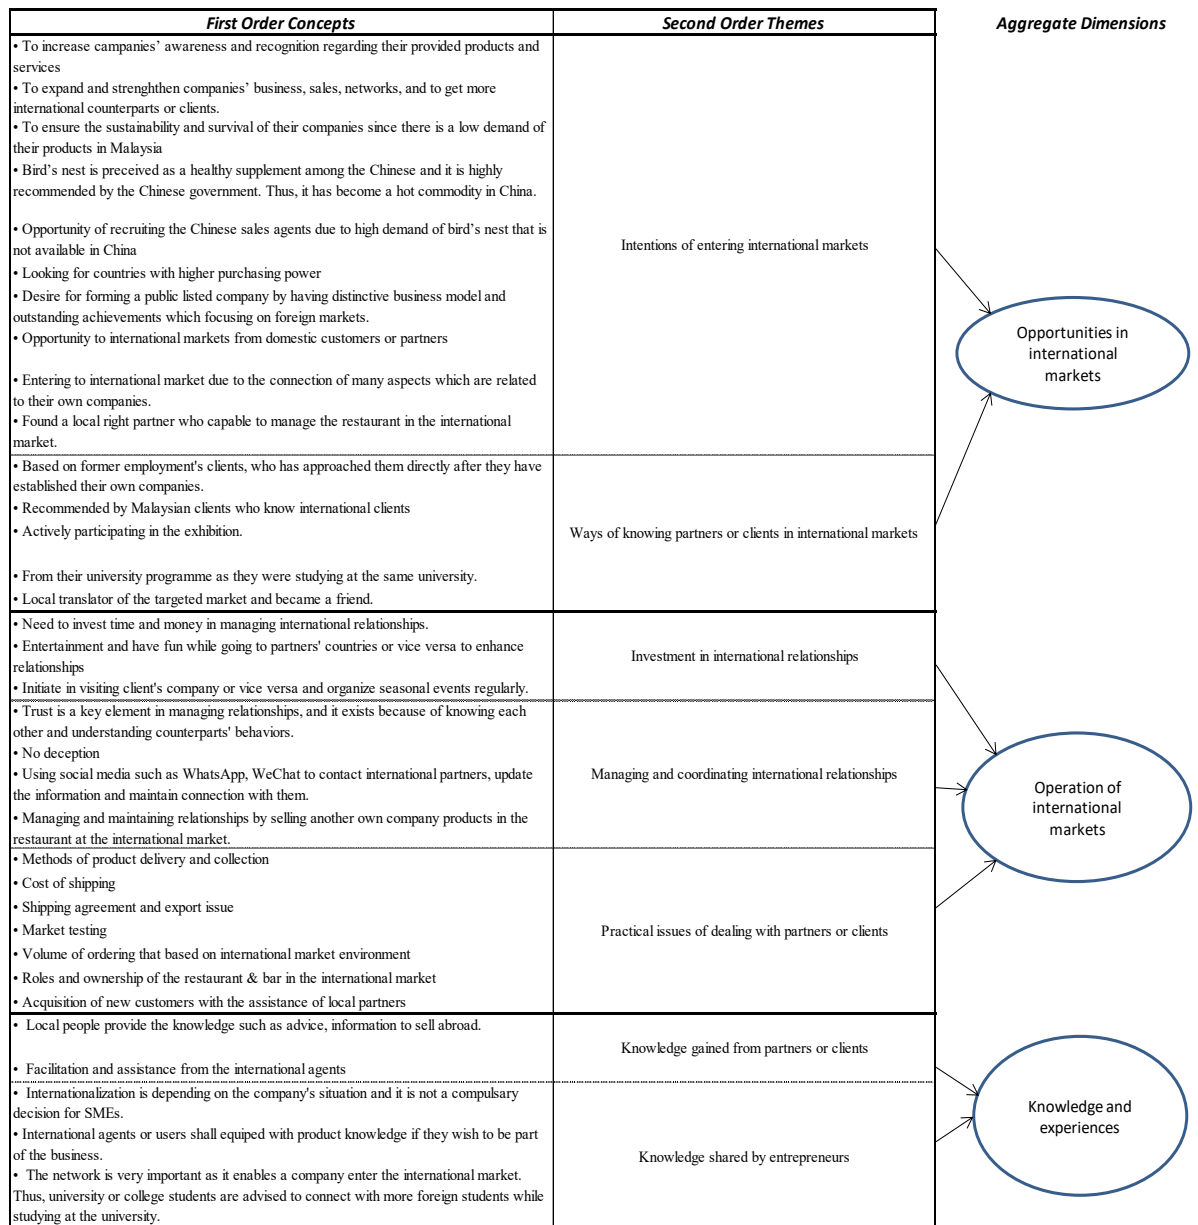 First Order Concepts
Second Order Themes
Aggregate Dimensions
• To increase campanies’ awareness and recognition regarding their provided products and
services
• To expand and strenghthen companies’ business, sales, networks, and to get more
international counterparts or clients.
• To ensure the sustainability and survival of their companies since there is a low demand of
their products in Malaysia
• Bird’s nest is preceived as a healthy supplement among the Chinese and it is highly
recommended by the Chinese government. Thus, it has become a hot commodity in China.
• Opportunity of recruiting the Chinese sales agents due to high demand of bird’s nest that is
not available in China
• Looking for countries with higher purchasing power
• Desire for forming a public listed company by having distinctive business model and
outstanding achievements which focusing on foreign markets.
• Opportunity to international markets from domestic customers or partners
• Entering to international market due to the connection of many aspects which are related
to their own companies.
• Found a local right partner who capable to manage the restaurant in the international
market.
Intentions of entering international markets
• Based on former employment's clients, who has approached them directly after they have
established their own companies.
• Recommended by Malaysian clients who know international clients
• Actively participating in the exhibition.
• From their university programme as they were studying at the same university.
• Local translator of the targeted market and became a friend.
Ways of knowing partners or clients in international markets
Opportunities in
international
markets
• Need to invest time and money in managing international relationships.
• Entertainment and have fun while going to partners' countries or vice versa to enhance
relationships
• Initiate in visiting client's company or vice versa and organize seasonal events regularly.
Investment in international relationships
• Trust is a key element in managing relationships, and it exists because of knowing each
other and understanding counterparts' behaviors.
• No deception
• Using social media such as WhatsApp, WeChat to contact international partners, update
the information and maintain connection with them.
• Managing and maintaining relationships by selling another own company products in the
restaurant at the international market.
Managing and coordinating international relationships
• Methods of product delivery and collection
• Cost of shipping
• Shipping agreement and export issue
• Market testing
• Volume of ordering that based on international market environment
• Roles and ownership of the restaurant & bar in the international market
• Acquisition of new customers with the assistance of local partners
Practical issues of dealing with partners or clients
Operation of
international
markets
• Local people provide the knowledge such as advice, information to sell abroad.
• Facilitation and assistance from the international agents
Knowledge gained from partners or clients
• Internationalization is depending on the company's situation and it is not a compulsary
decision for SMEs.
• International agents or users shall equiped with product knowledge if they wish to be part
of the business.
• The network is very important as it enables a company enter the international market.
Thus, university or college students are advised to connect with more foreign students while
studying at the university.
Knowledge shared by entrepreneurs
Knowledge and
experiences